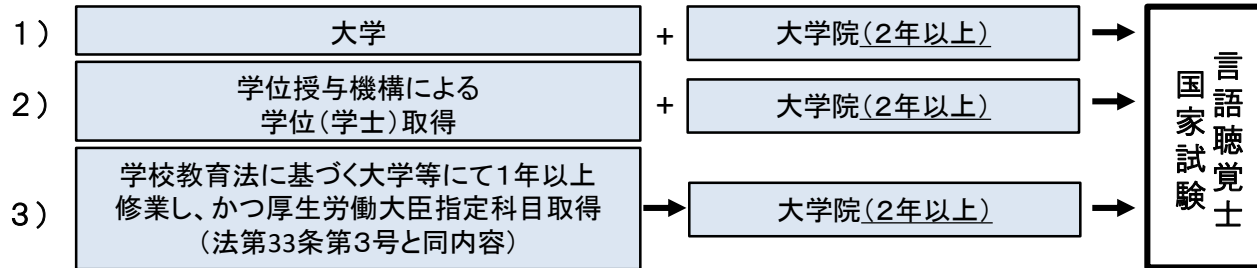 １） 大学 + 大学院(２年以上)
２） 学位授与機構による
学位(学士)取得 + 大学院(２年以上)
３） 学校教育法に基づく大学等にて１年以上
修業し、かつ厚生労働大臣指定科目取得
(法第33条第３号と同内容) 大学院(２年以上)
言語聴覚士
国家試験